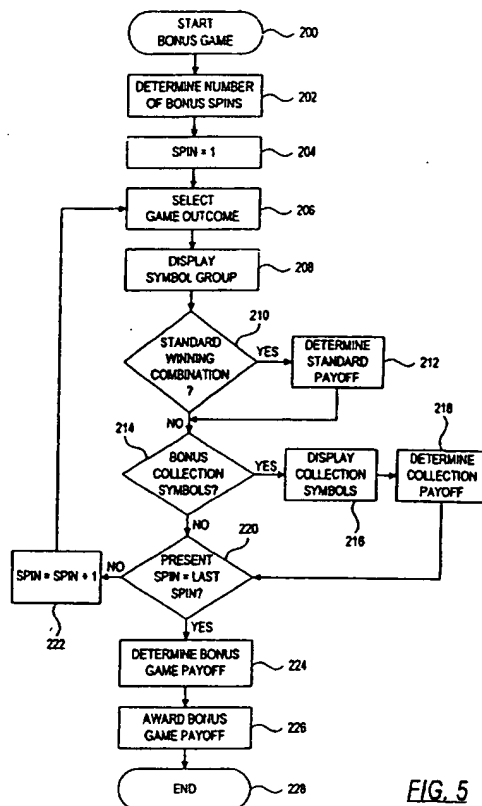 START
BONUS GAME
200
DETERMINE NUMBER
OF BONUS SPINS
202
SPIN = 1
204
SELECT
GAME OUTCOME
206
DISPLAY
SYMBOL GROUP
208
210
STANDARD
WINNING
COMBINATION
?
YES
DETERMINE
STANDARD
PAYOFF
212
NO
214
BONUS
COLLECTION
SYMBOLS?
YES
DISPLAY
COLLECTION
SYMBOLS
216
218
DETERMINE
COLLECTION
PAYOFF
NO
220
PRESENT
SPIN = LAST
SPIN?
NO
SPIN = SPIN + 1
222
YES
DETERMINE BONUS
GAME PAYOFF
224
AWARD BONUS
GAME PAYOFF
226
END
228
FIG. 5